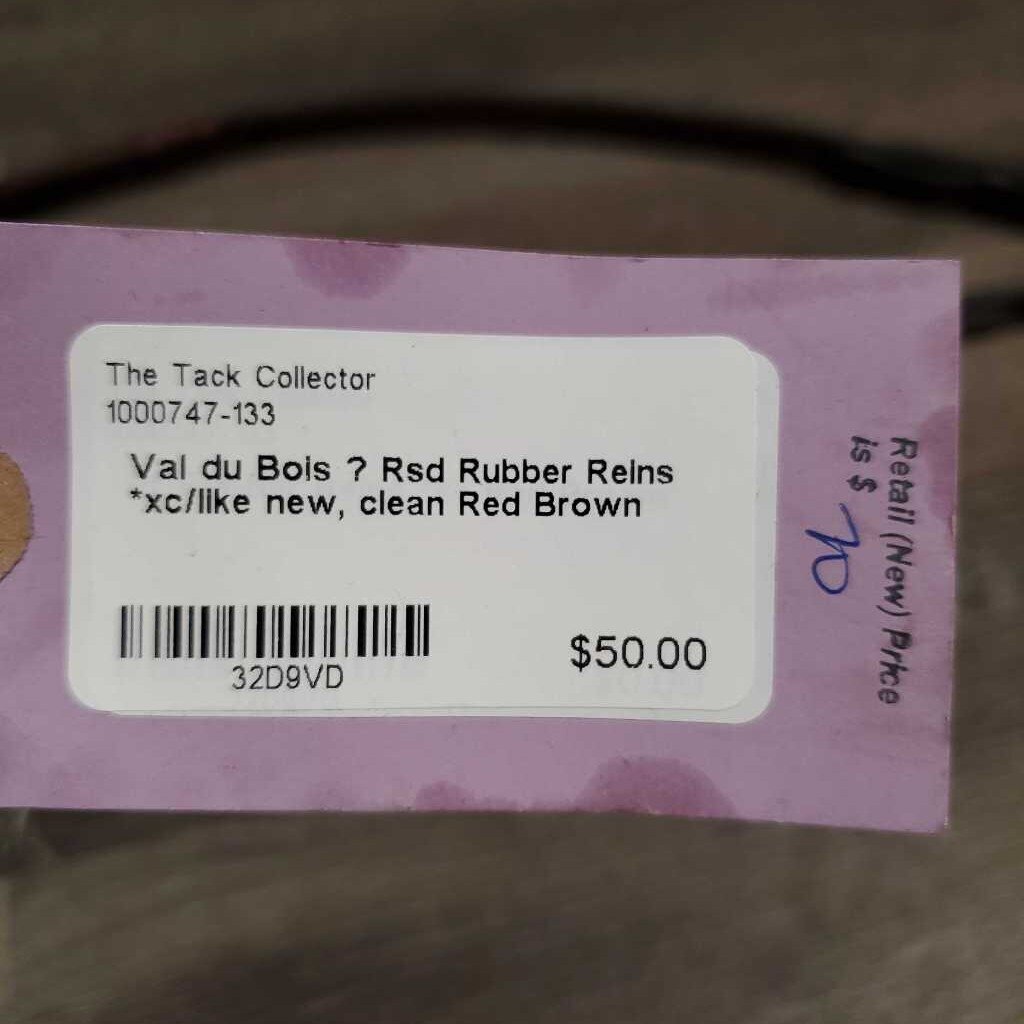 The Tack Collector
1000747-133
Val du Bois ? Rsd Rubber Reins
*xc/like new, clean Red Brown
32D9VD
$50.00
Retail (New) Price
is $ 70